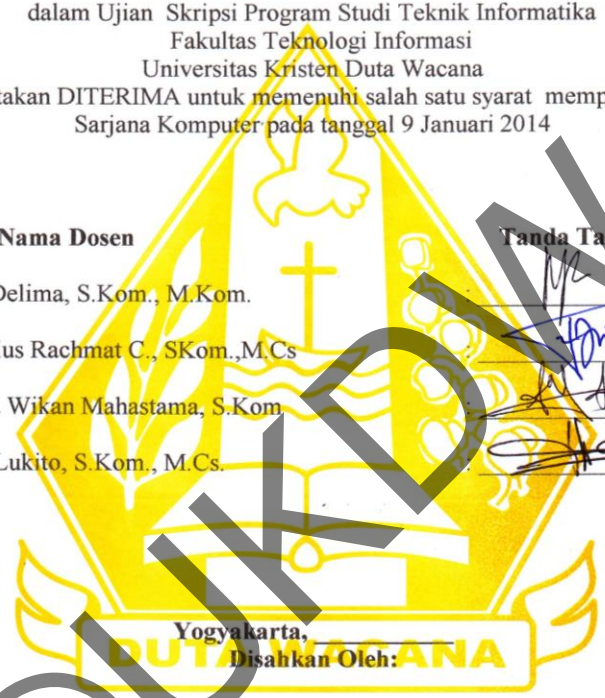 dalam Ujian Skripsi Program Studi Teknik Informatika
Fakultas Teknologi Informasi
Universitas Kristen Duta Wacana
takan DITERIMA untuk memenuhi salah satu syarat memp
Sarjana Komputer pada tanggal 9 Januari 2014
Nama Dosen Tanda Ta
Delima, S.Kom., M.Kom. :
ius Rachmat C., SKom.,M.Cs :
Wikan Mahastama, S.Kom :
Lukito, S.Kom., M.Cs. :
Yogyakarta,
Disahkan Oleh:
DUTA WACANA
UKDW